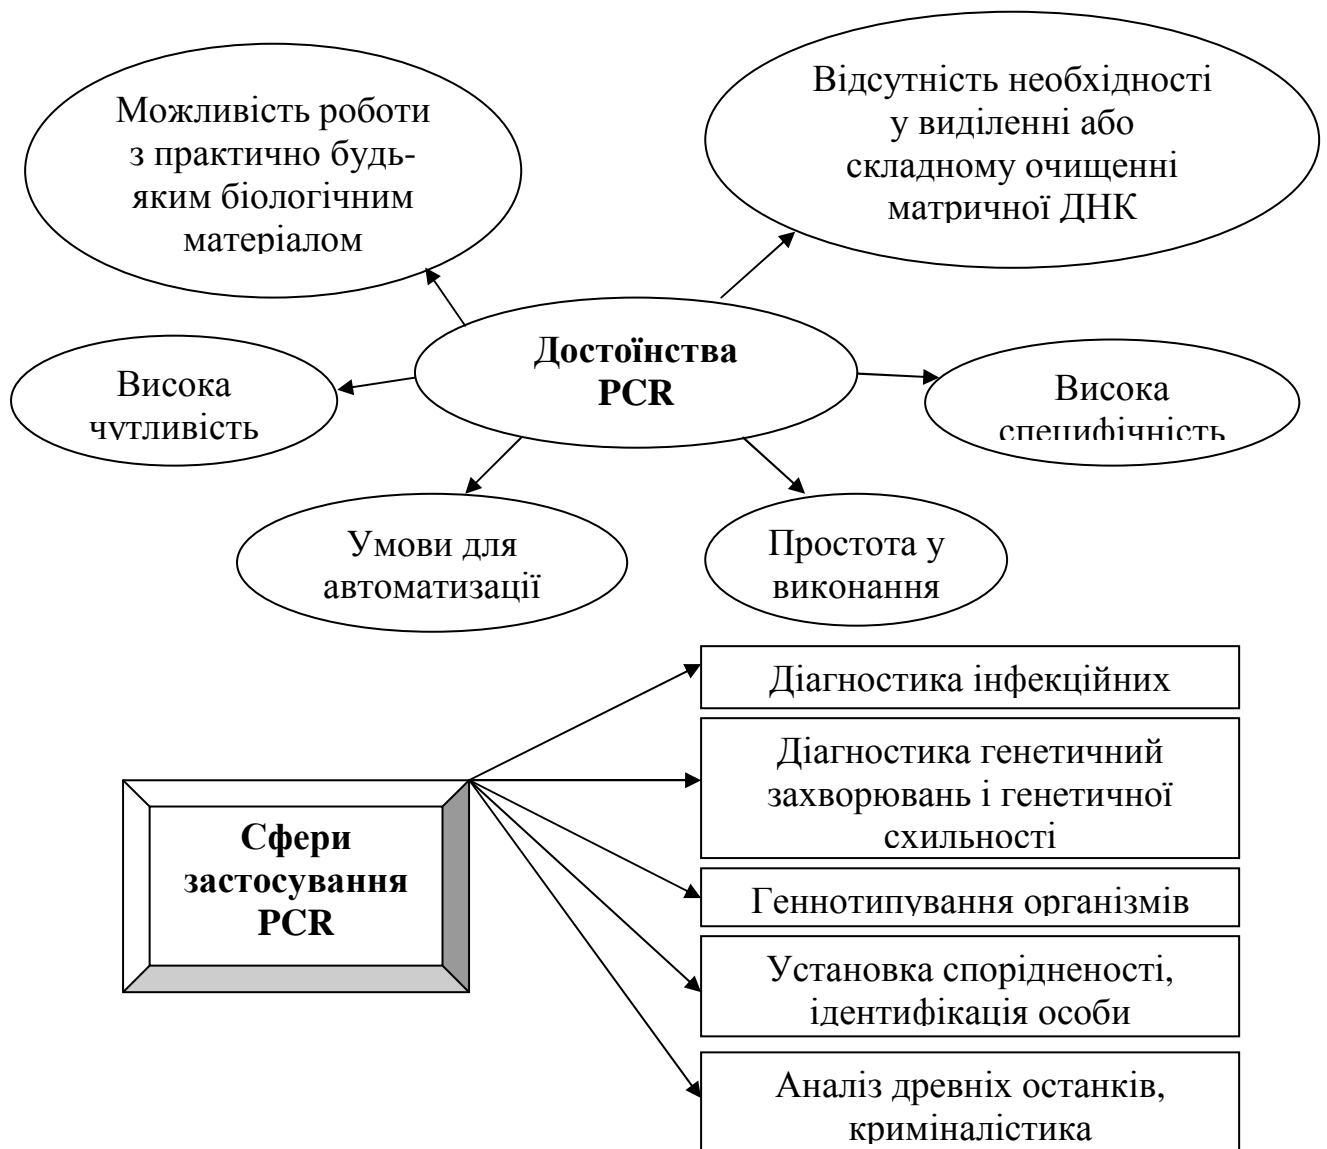 Можливість роботи
з практично будь-
яким біологічним
матеріалом
Відсутність необхідності
у виділенні або
складному очищенні
матричної ДНК
Достоїнства
PCR
Висока
чутливість
Висока
специфічність
Умови для
автоматизації
Простота у
виконання
Сфери
застосування
PCR
Діагностика інфекційних
Діагностика генетичний
захворювань і генетичної
схильності
Геннотипування організмів
Установка спорідненості,
ідентифікація особи
Аналіз древніх останків,
криміналістика